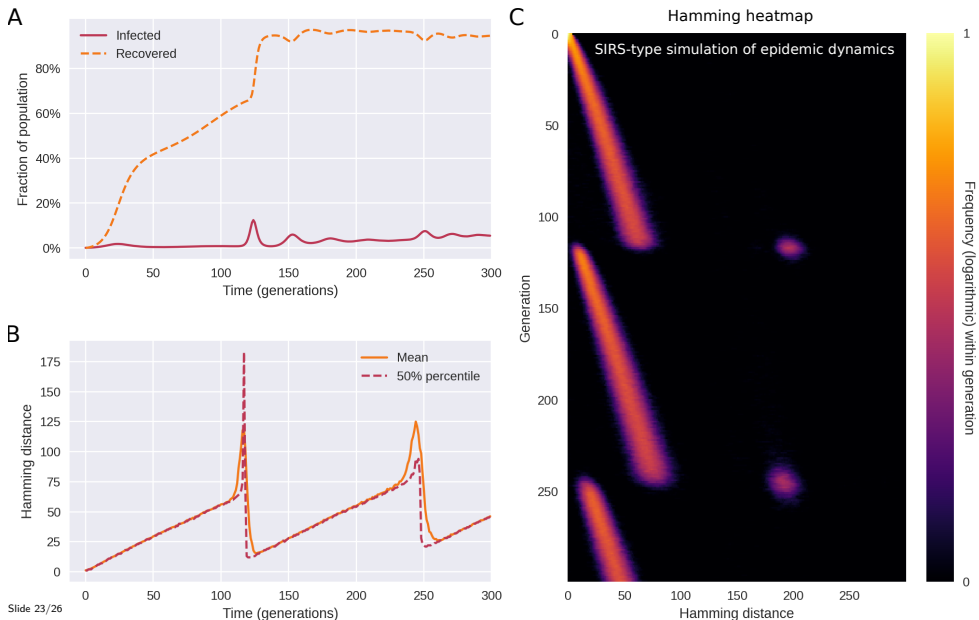 A
Infected
Recovered
80%
60%
40%
20%
0%
Fraction of population
0 50 100 150 200 250 300
Time (generations)
B
Mean
50% percentile
175
150
125
100
75
50
25
0
Hamming distance
0 50 100 150 200 250 300
Time (generations)
Slide 23/26
C
Hamming heatmap
SIRS-type simulation of epidemic dynamics
0
50
100
150
200
250
Generation
0 50 100 150 200 250
Hamming distance
1
0
Frequency (logarithmic) within generation